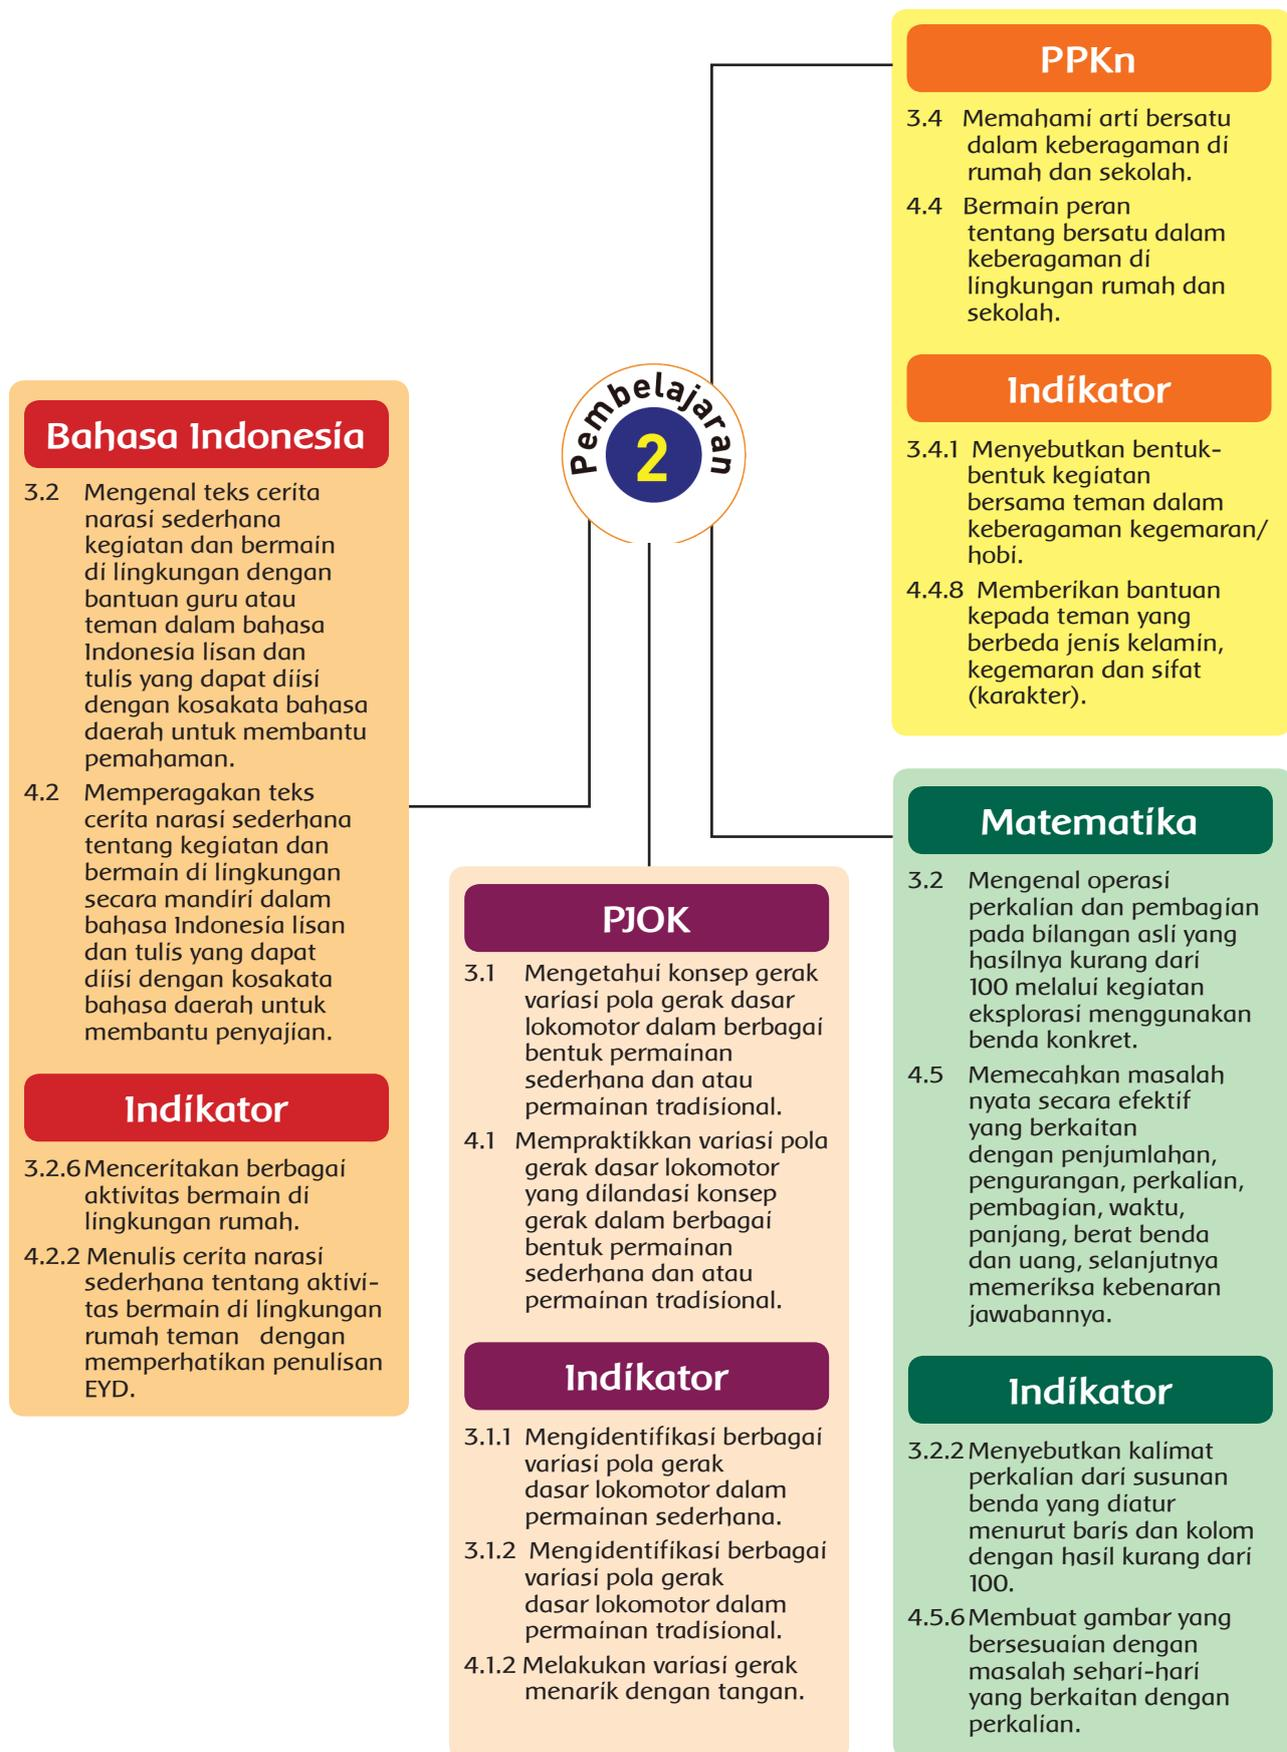 Pembelajaran
2
PPKn
3.4 Memahami arti bersatu
dalam keberagaman di
rumah dan sekolah.
4.4 Bermain peran
tentang bersatu dalam
keberagaman di
lingkungan rumah dan
sekolah.
Indikator
3.4.1 Menyebutkan bentuk-
bentuk kegiatan
bersama teman dalam
keberagaman kegemaran/
hobi.
4.4.8 Memberikan bantuan
kepada teman yang
berbeda jenis kelamin,
kegemaran dan sifat
(karakter).
Bahasa Indonesia
3.2 Mengenal teks cerita
narasi sederhana
kegiatan dan bermain
di lingkungan dengan
bantuan guru atau
teman dalam bahasa
Indonesia lisan dan
tulis yang dapat diisi
dengan kosakata bahasa
daerah untuk membantu
pemahaman.
4.2 Memperagakan teks
cerita narasi sederhana
tentang kegiatan dan
bermain di lingkungan
secara mandiri dalam
bahasa Indonesia lisan
dan tulis yang dapat
diisi dengan kosakata
bahasa daerah untuk
membantu penyajian.
Indikator
3.2.6 Menceritakan berbagai
aktivitas bermain di
lingkungan rumah.
4.2.2 Menulis cerita narasi
sederhana tentang aktivi-
tas bermain di lingkungan
rumah teman dengan
memperhatikan penulisan
EYD.
PJOK
3.1 Mengetahui konsep gerak
variasi pola gerak dasar
lokomotor dalam berbagai
bentuk permainan
sederhana dan atau
permainan tradisional.
4.1 Mempraktikkan variasi pola
gerak dasar lokomotor
yang dilandasi konsep
gerak dalam berbagai
bentuk permainan
sederhana dan atau
permainan tradisional.
Indikator
3.1.1 Mengidentifikasi berbagai
variasi pola gerak
dasar lokomotor dalam
permainan sederhana.
3.1.2 Mengidentifikasi berbagai
variasi pola gerak
dasar lokomotor dalam
permainan tradisional.
4.1.2 Melakukan variasi gerak
menarik dengan tangan.
Matematika
3.2 Mengenal operasi
perkalian dan pembagian
pada bilangan asli yang
hasilnya kurang dari
100 melalui kegiatan
eksplorasi menggunakan
benda konkret.
4.5 Memecahkan masalah
nyata secara efektif
yang berkaitan
dengan penjumlahan,
pengurangan, perkalian,
pembagian, waktu,
panjang, berat benda
dan uang, selanjutnya
memeriksa kebenaran
jawabannya.
Indikator
3.2.2 Menyebutkan kalimat
perkalian dari susunan
benda yang diatur
menurut baris dan kolom
dengan hasil kurang dari
100.
4.5.6 Membuat gambar yang
bersesuaian dengan
masalah sehari-hari
yang berkaitan dengan
perkalian.